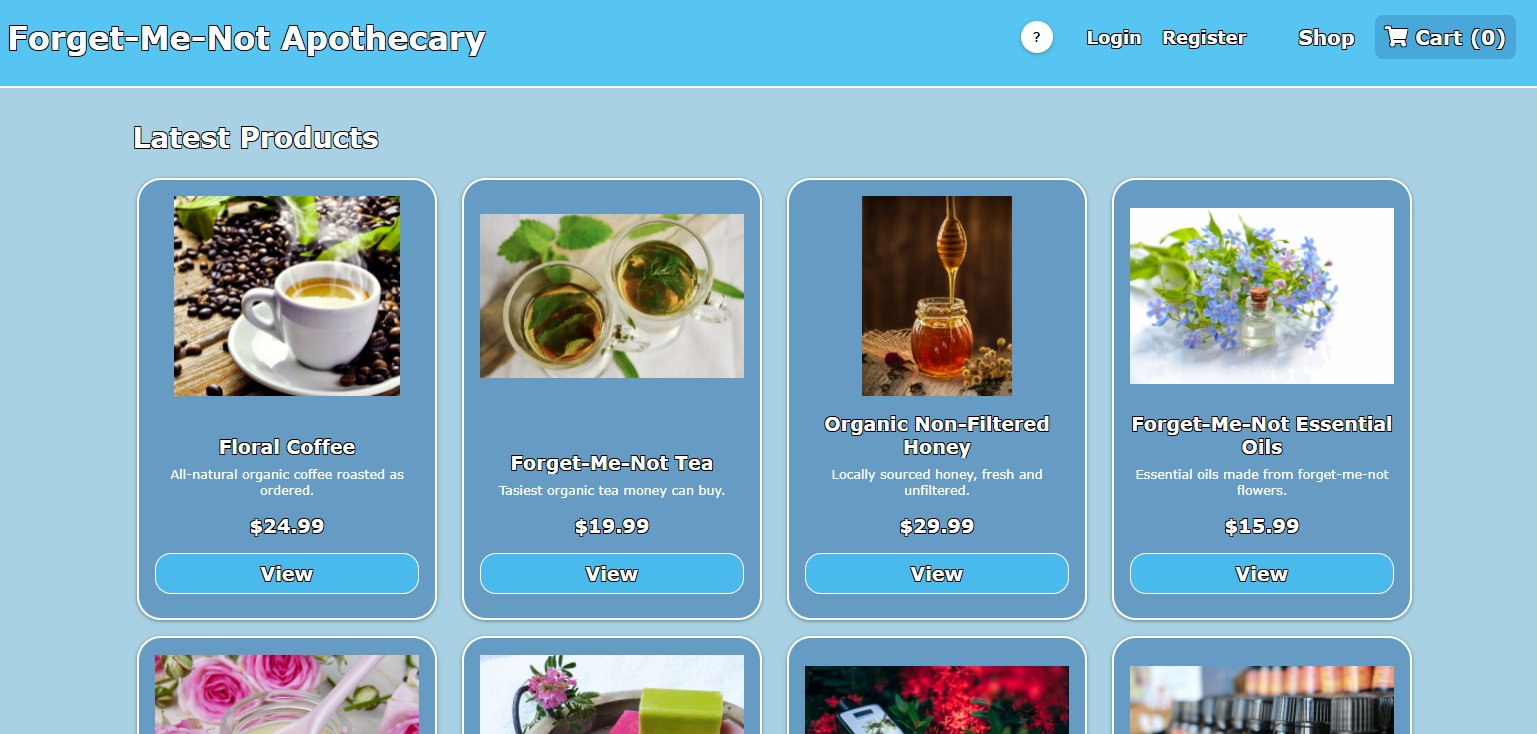 Forget-Me-Not Apothecary
?
Login
Register
Shop
Cart (0)
Latest Products
Floral Coffee
All-natural organic coffee roasted as
ordered.
$24.99
View
Forget-Me-Not Tea
Tasiest organic tea money can buy.
$19.99
View
Organic Non-Filtered
Honey
Locally sourced honey, fresh and
unfiltered.
$29.99
View
Forget-Me-Not Essential
Oils
Essential oils made from forget-me-not
flowers.
$15.99
View